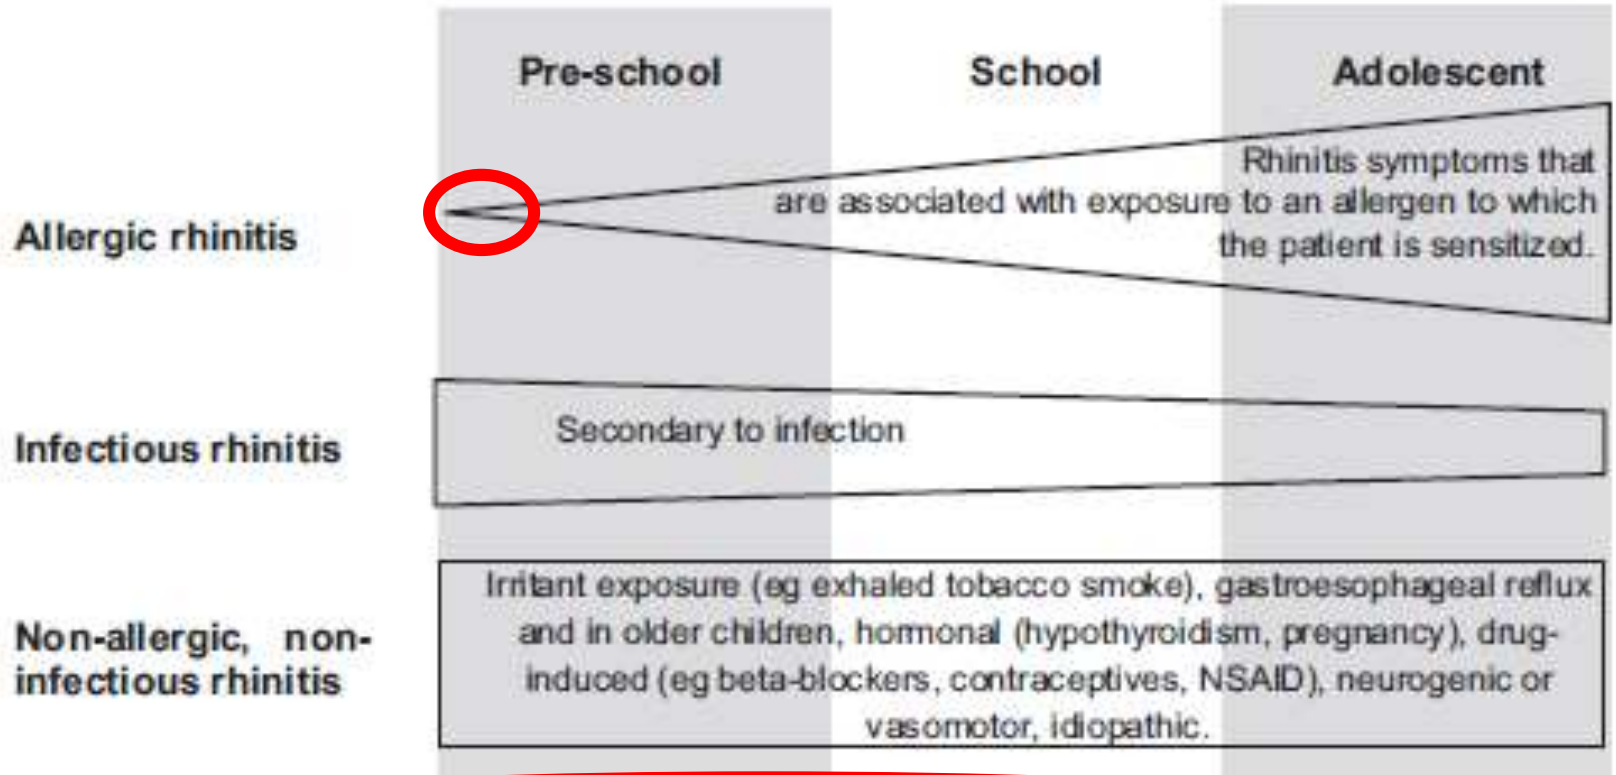 Pre-school School Adolescent
Allergic rhinitis
Rhinitis symptoms that
are associated with exposure to an allergen to which
the patient is sensitized.
Infectious rhinitis
Secondary to infection
Non-allergic, non-
infectious rhinitis
Irritant exposure (eg exhaled tobacco smoke), gastroesophageal reflux
and in older children, hormonal (hypothyroidism, pregnancy), drug-
induced (eg beta-blockers, contraceptives, NSAID), neurogenic or
vasomotor, idiopathic.